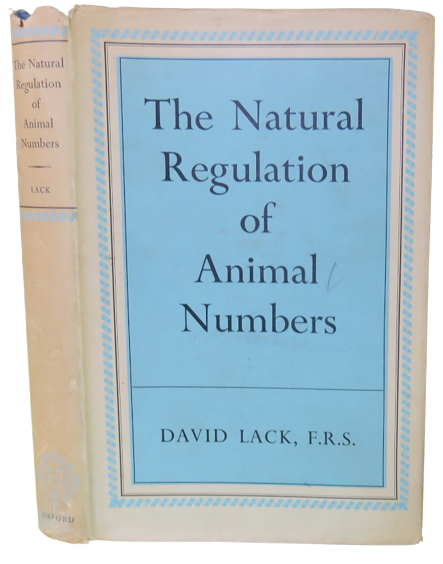 The Natural
Regulation
of
Animal
Numbers
LACK
OXFORD
The Natural
Regulation
of
Animal
Numbers
DAVID LACK, F.R.S.